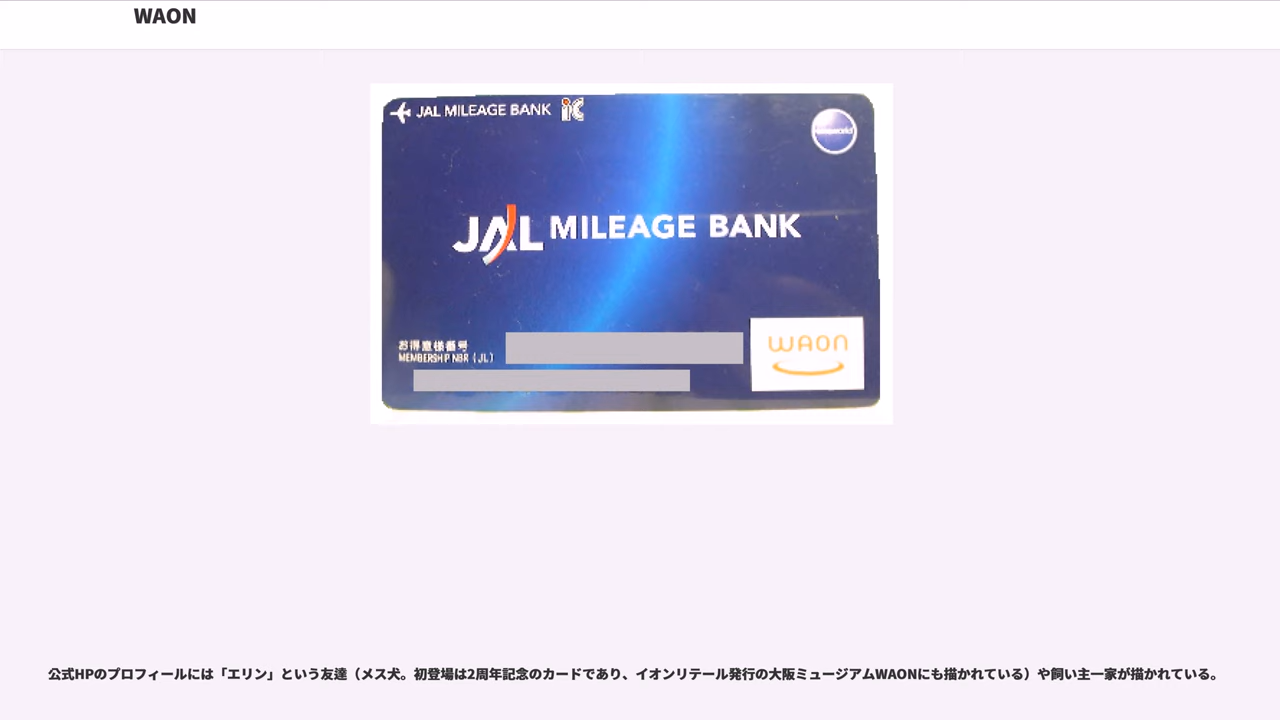 WAON
JAL MILEAGE BANK iC
oneworld
JAL MILEAGE BANK
お得意様番号
MEMBERSHIP NBR (JL)
WAON
公式HPのプロフィールには「エリン」という友達（メス犬。初登場は2周年記念のカードであり、イオンリテール発行の大阪ミュージアムWAONにも描かれている）や飼い主一家が描かれている。